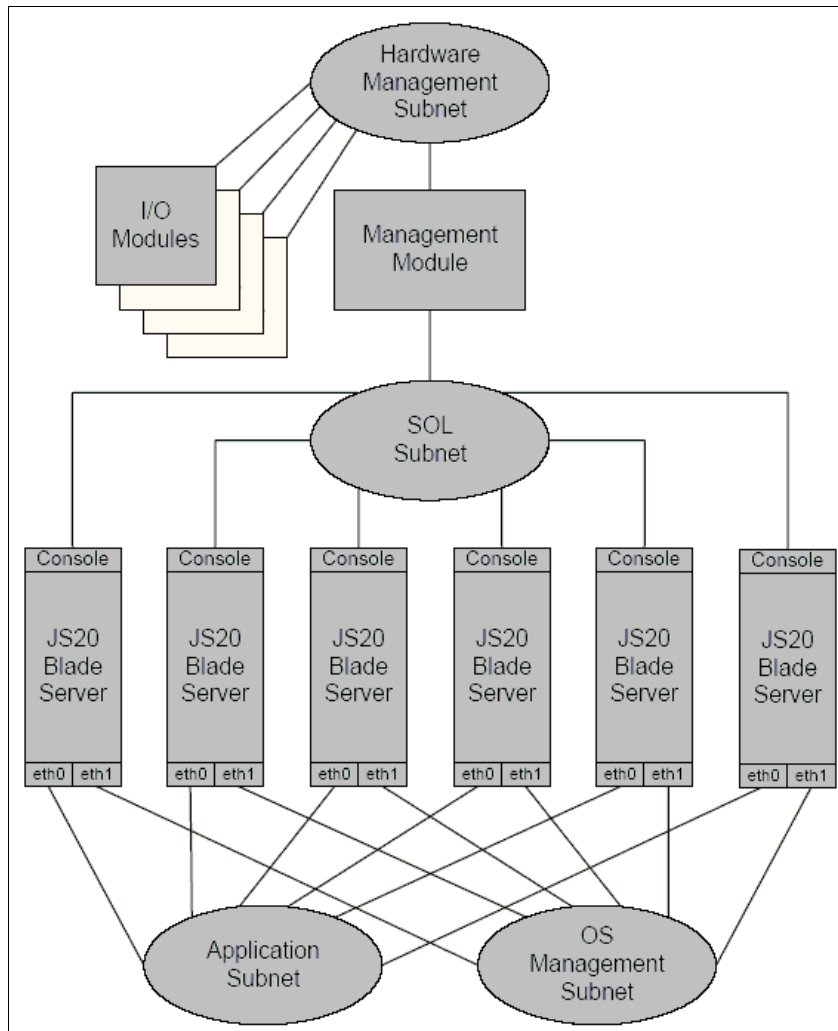 Hardware
Management
Subnet
I/O
Modules
Management
Module
SOL
Subnet
Console
Console
Console
Console
Console
Console
JS20
Blade
Server
JS20
Blade
Server
JS20
Blade
Server
JS20
Blade
Server
JS20
Blade
Server
JS20
Blade
Server
eth0 eth1
eth0 eth1
eth0 eth1
eth0 eth1
eth0 eth1
eth0 eth1
Application
Subnet
OS
Management
Subnet